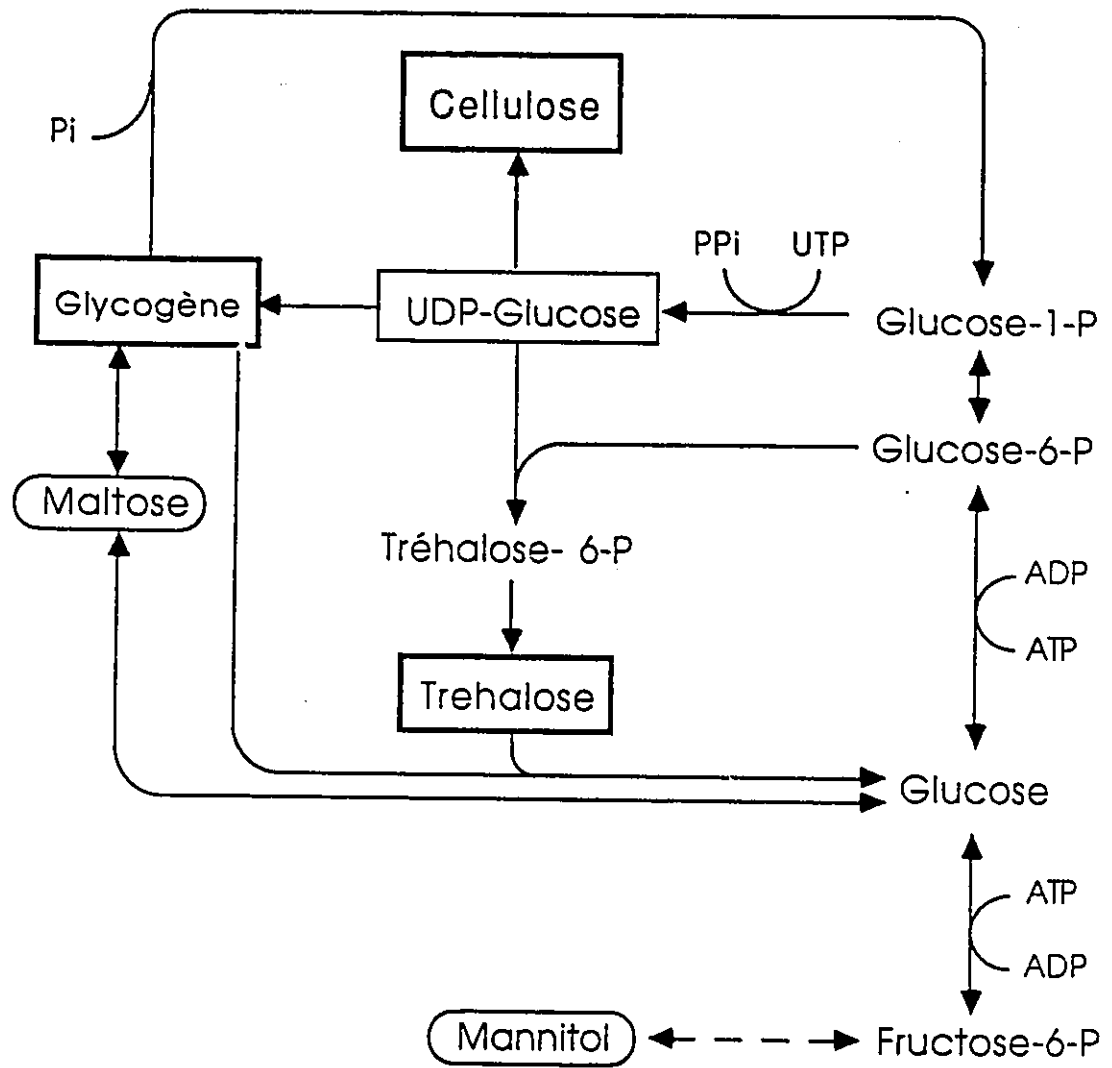 Cellulose
Pi
PPi UTP
Glycogène
UDP-Glucose
Glucose-1-P
Glucose-6-P
Maltose
Tréhalose- 6-P
ADP
ATP
Trehalose
Glucose
ATP
ADP
Mannitol
Fructose-6-P